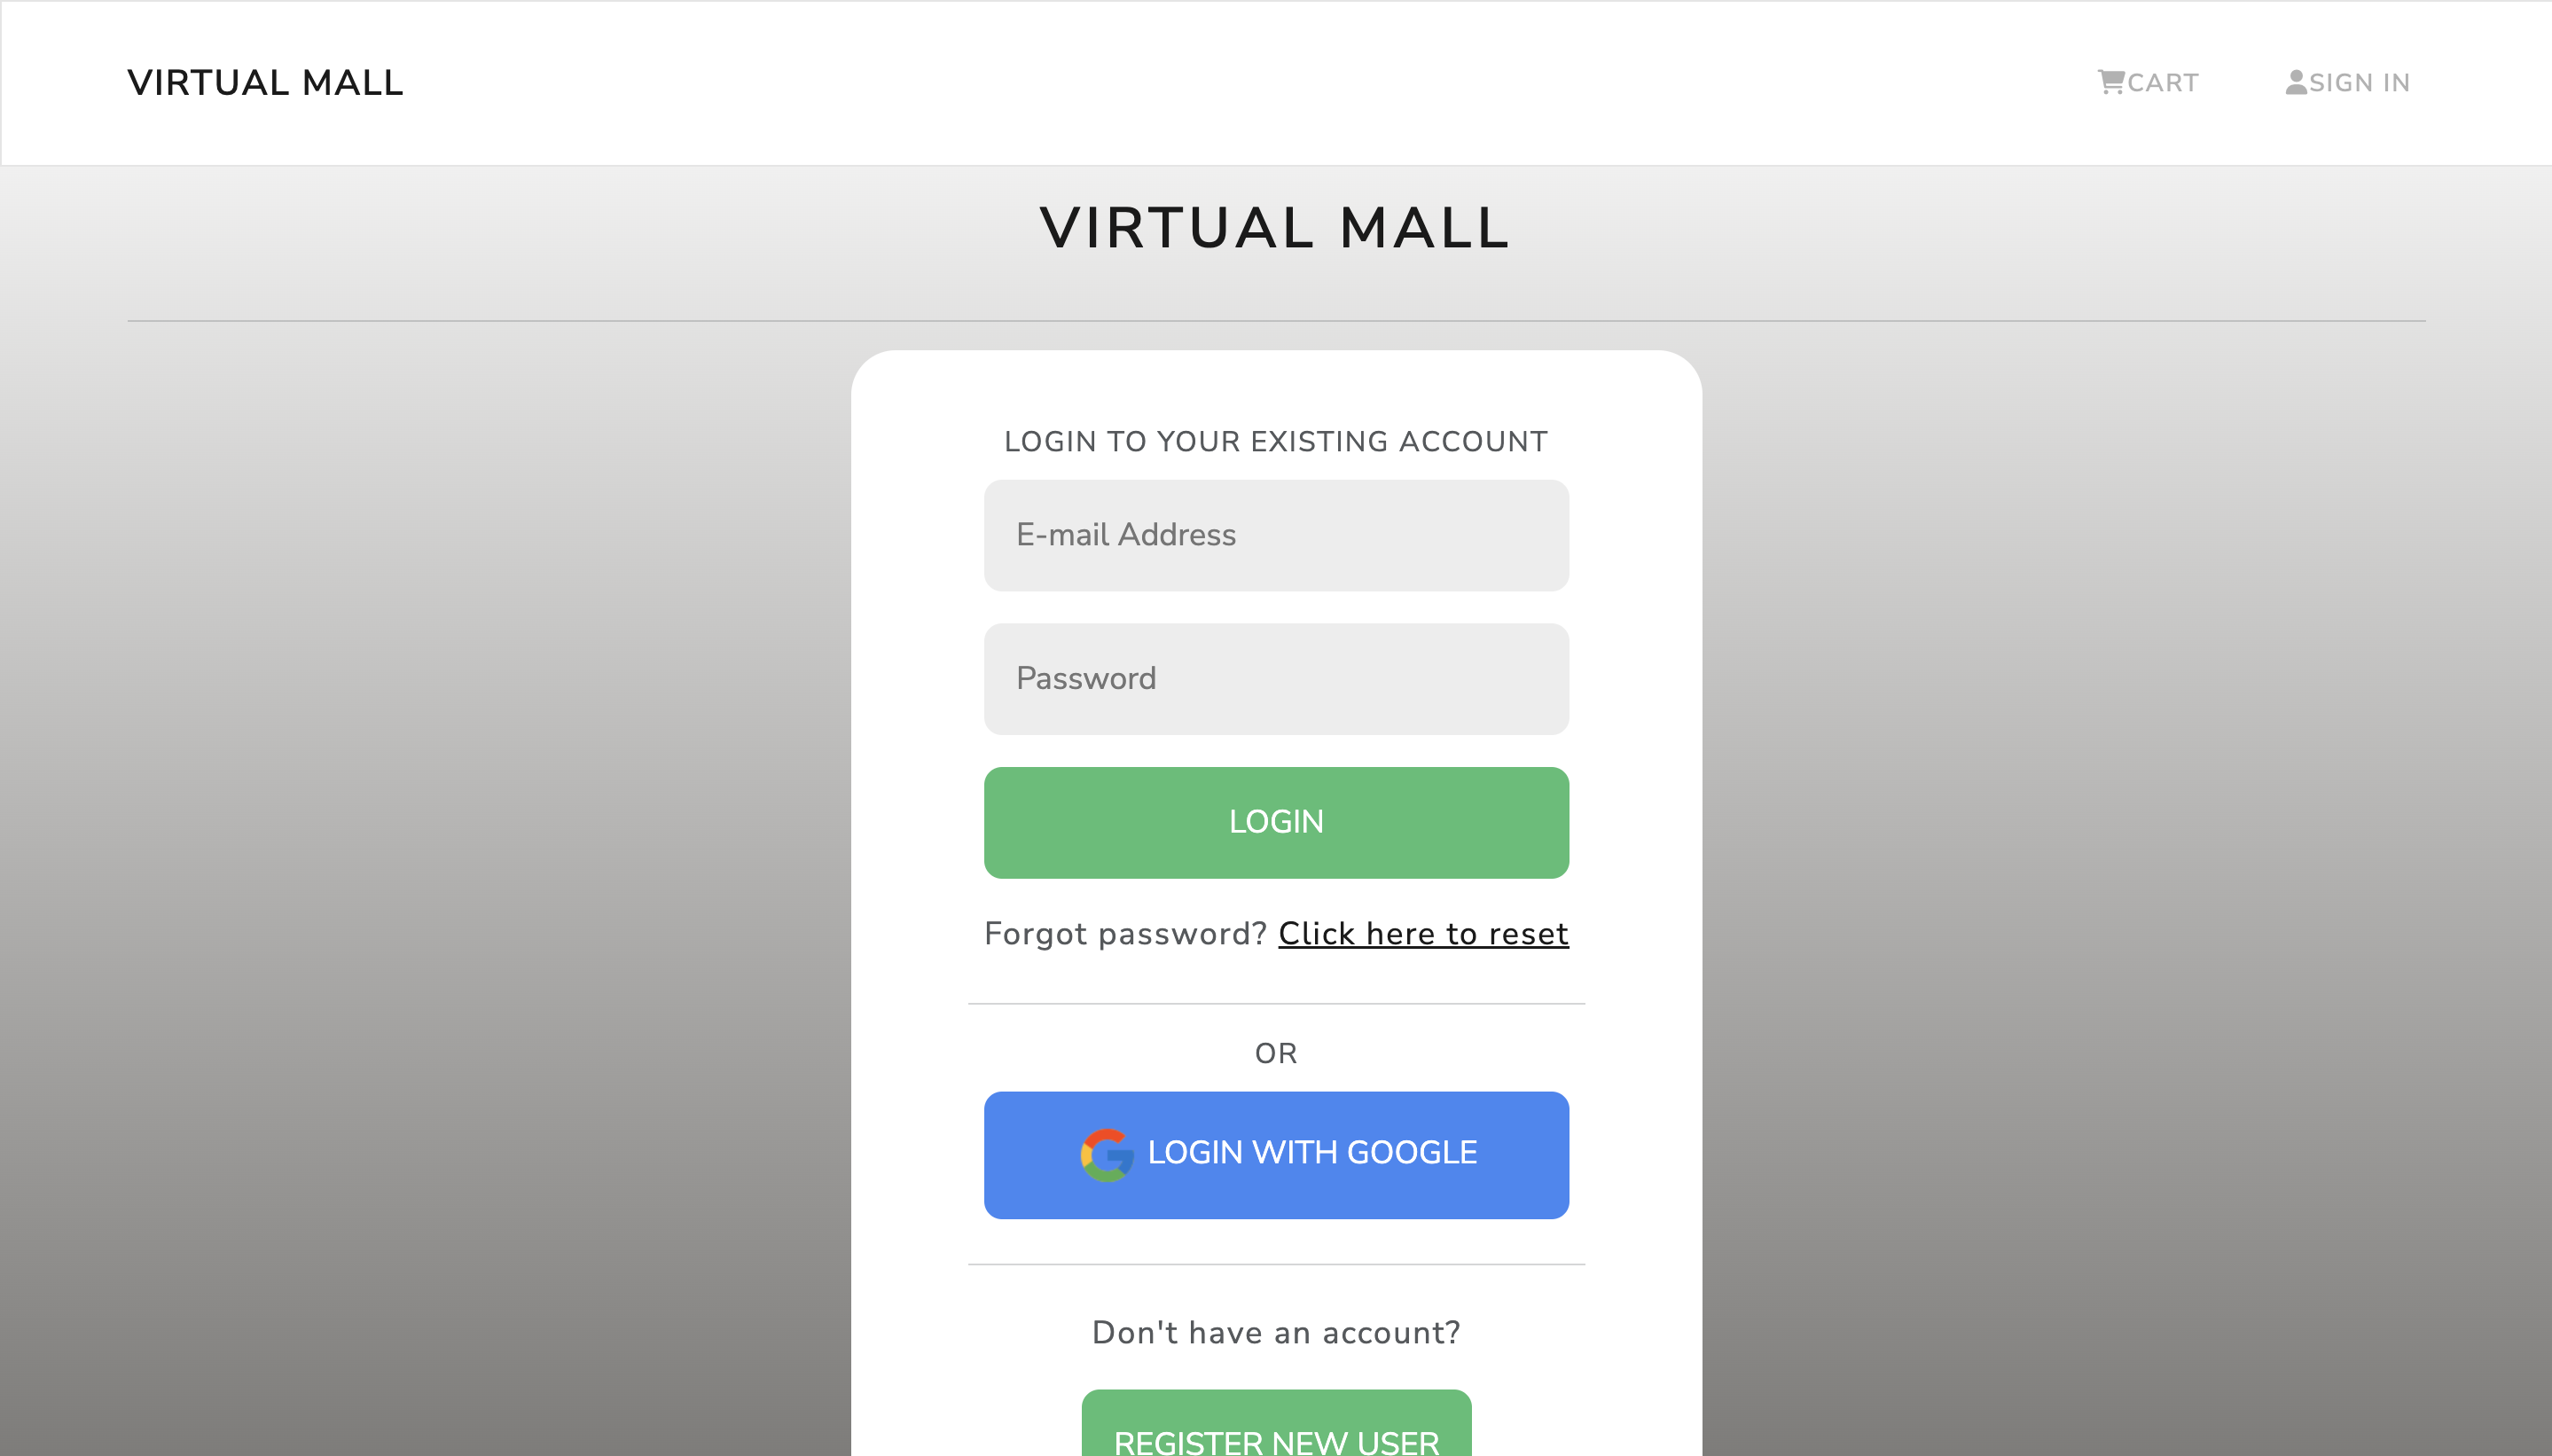 VIRTUAL MALL
CART
SIGN IN
VIRTUAL MALL
LOGIN TO YOUR EXISTING ACCOUNT
E-mail Address
Password
LOGIN
Forgot password? Click here to reset
OR
LOGIN WITH GOOGLE
Don't have an account?
REGISTER NEW USER